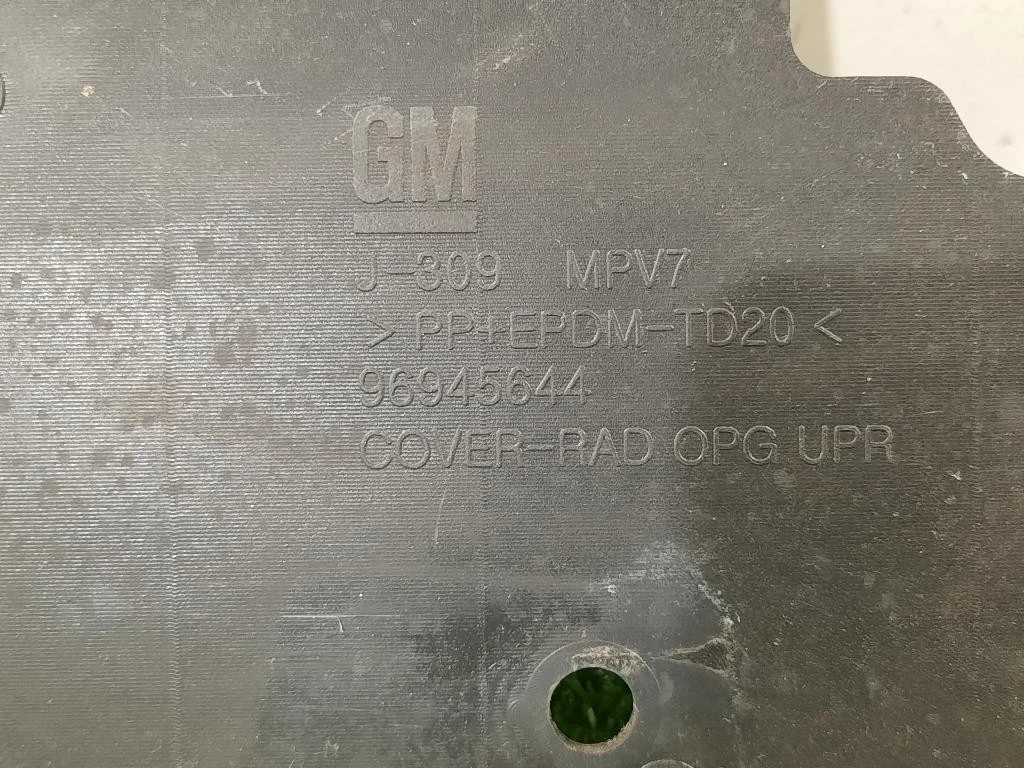 GM
J-309 MPV7
> PP+EPDM-TD20 <
96945644
COVER-RAD OPG UPR